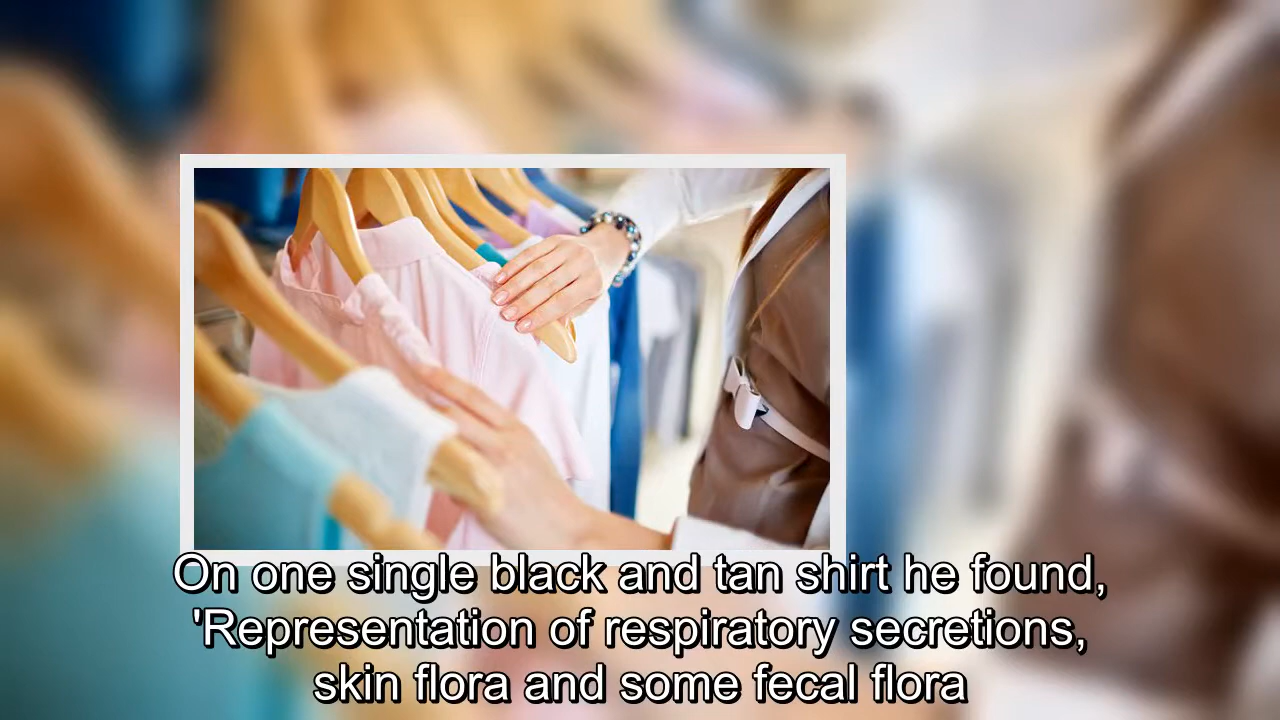 On one single black and tan shirt he found,
'Representation of respiratory secretions,
skin flora and some fecal flora